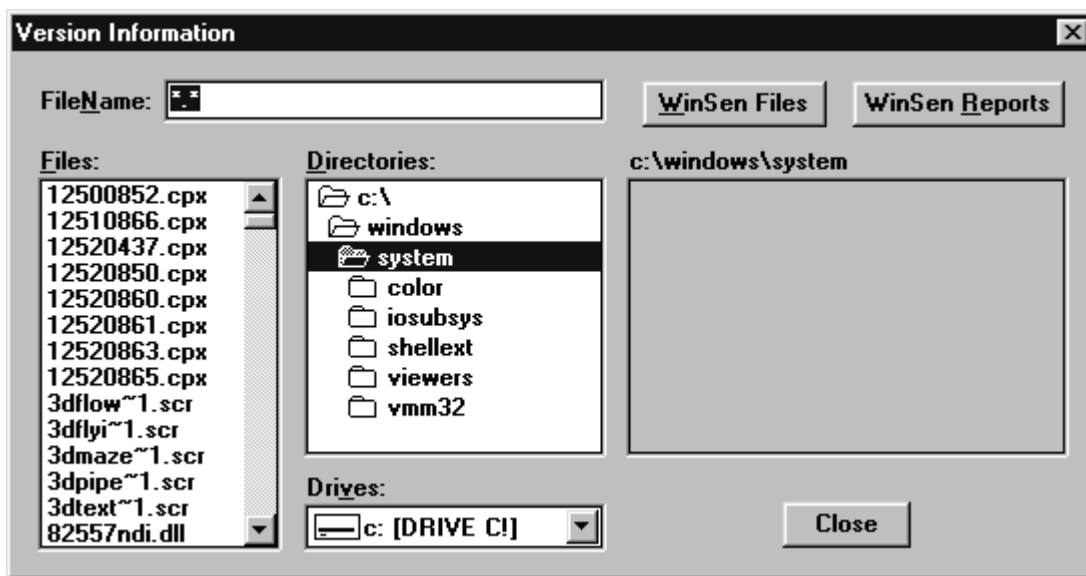 Version Information
FileName: *.*
WinSen Files
WinSen Reports
Files:
12500852.cpx
12510866.cpx
12520437.cpx
12520850.cpx
12520860.cpx
12520861.cpx
12520863.cpx
12520865.cpx
3dflow~1.scr
3dflyi~1.scr
3dmaze~1.scr
3dpipe~1.scr
3dtext~1.scr
82557ndi.dll
Directories:
c:\
windows
system
color
iosubsys
shellext
viewers
vmm32
Drives:
c: [DRIVE C!]
c:\windows\system
Close